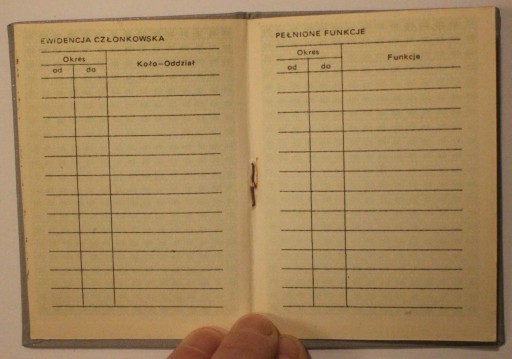 EWIDENCJA CZŁONKOWSKA
Okres
od do Koło—Oddział
PEŁNIONE FUNKCJE
Okres
od do Funkcje